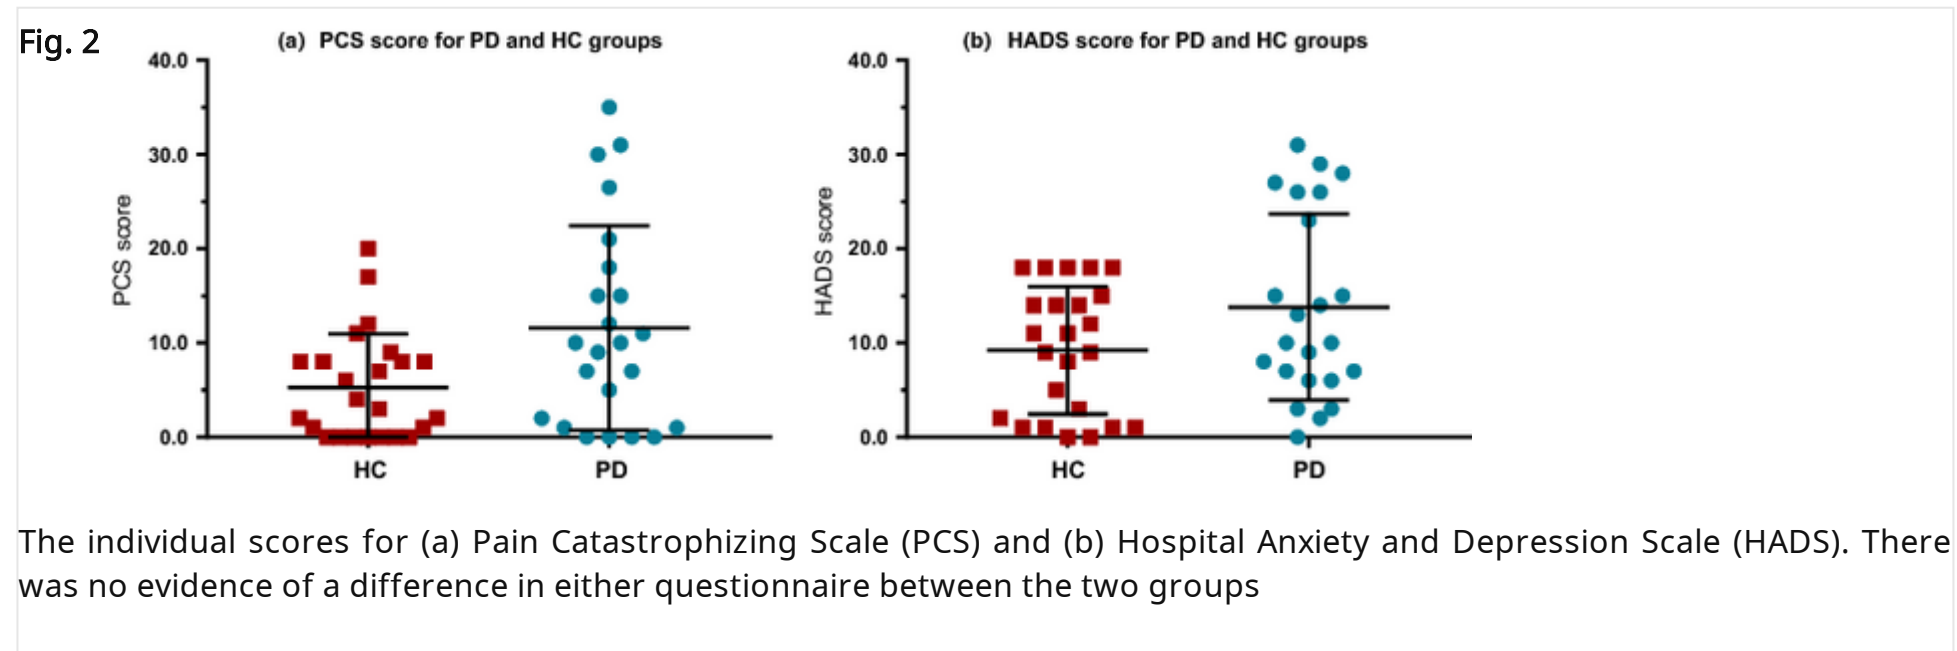 Fig. 2
(a) PCS score for PD and HC groups
40.0
30.0
20.0
10.0
0.0
PCS score
HC
PD
(b) HADS score for PD and HC groups
40.0
30.0
20.0
10.0
0.0
HADS score
HC
PD
The individual scores for (a) Pain Catastrophizing Scale (PCS) and (b) Hospital Anxiety and Depression Scale (HADS). There
was no evidence of a difference in either questionnaire between the two groups